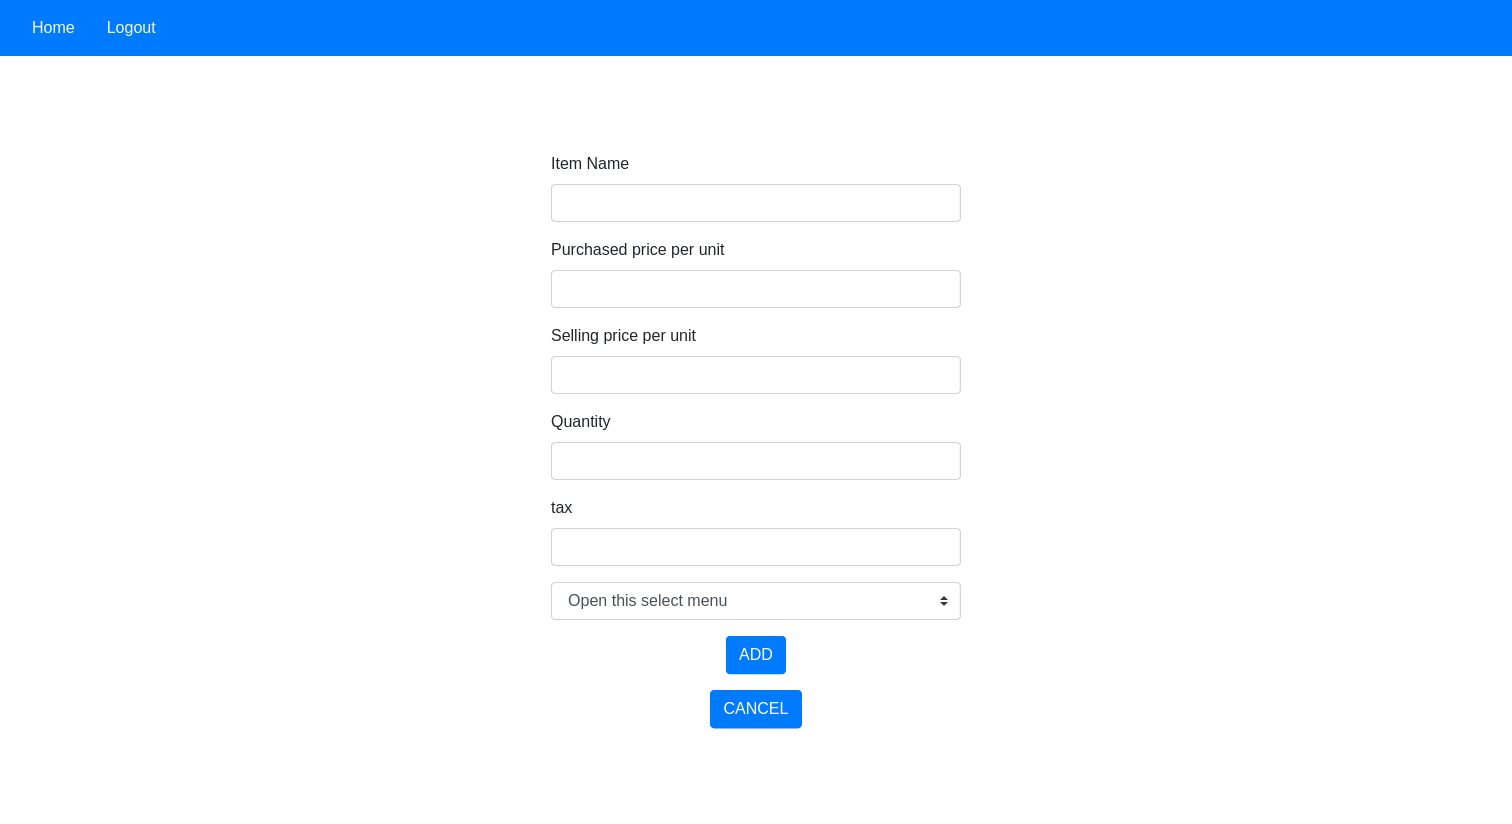 Home Logout
Item Name
Purchased price per unit
Selling price per unit
Quantity
tax
Open this select menu
ADD
CANCEL